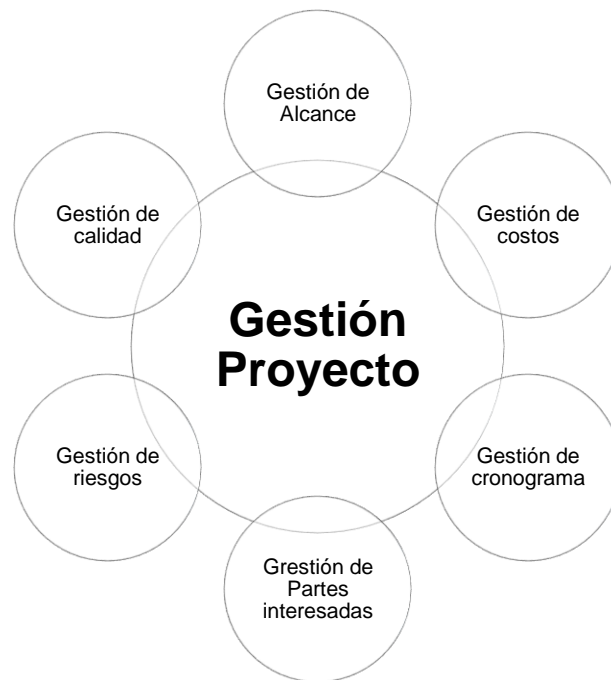 Gestión de
Alcance
Gestión de
costos
Gestión de
cronograma
Grestión de
Partes
interesadas
Gestión de
riesgos
Gestión de
calidad
Gestión
Proyecto